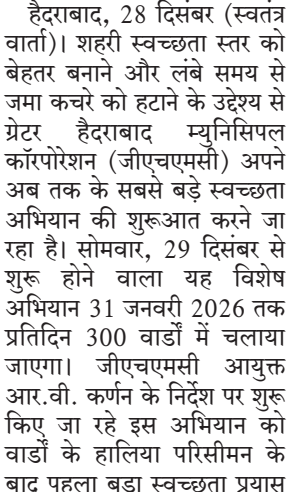 हैदराबाद, 28 दिसंबर (स्वतंत्र
वार्ता)। शहरी स्वच्छता स्तर को
बेहतर बनाने और लंबे समय से
जमा कचरे को हटाने के उद्देश्य से
ग्रेटर हैदराबाद म्युनिसिपल
कॉरपोरेशन (जीएचएमसी) अपने
अब तक के सबसे बड़े स्वच्छता
अभियान की शुरूआत करने जा
रहा है। सोमवार, 29 दिसंबर से
शुरू होने वाला यह विशेष
अभियान 31 जनवरी 2026 तक
प्रतिदिन 300 वार्डों में चलाया
जाएगा। जीएचएमसी आयुक्त
आर.वी. कर्णन के निर्देश पर शुरू
किए जा रहे इस अभियान को
वार्डों के हालिया परिसीमन के
बाद पहला बड़ा स्वच्छता प्रयास